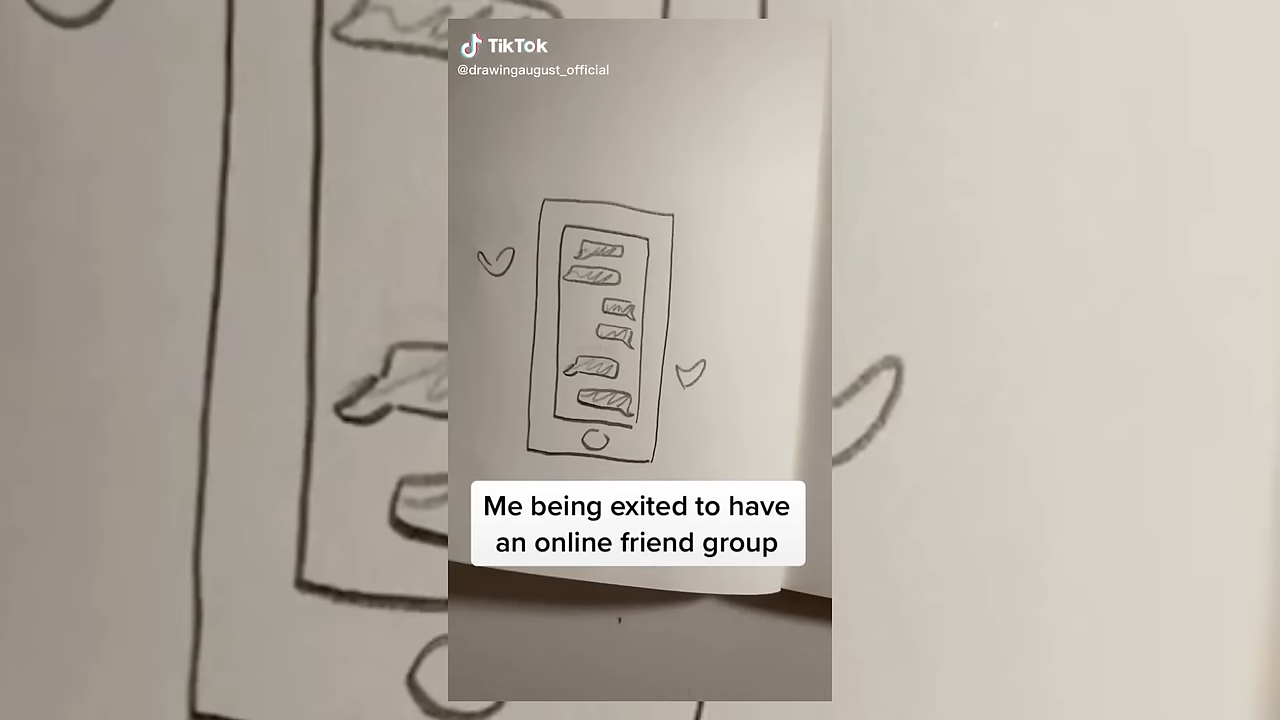 TikTok
@drawingaugust_official
Me being exited to have
an online friend group